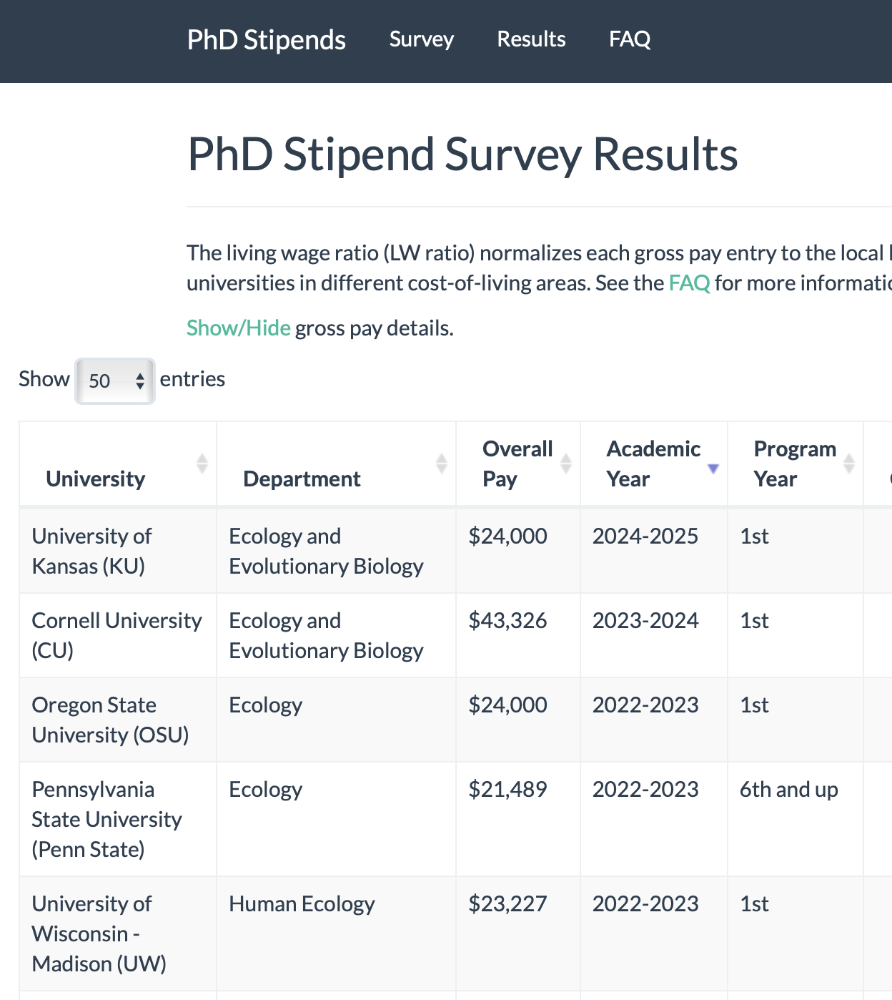 PhD Stipends Survey Results FAQ
PhD Stipend Survey Results
The living wage ratio (LW ratio) normalizes each gross pay entry to the local
universities in different cost-of-living areas. See the FAQ for more
Show/Hide gross pay details.
Show 50 entries
University Department Overall Pay Academic Year Program Year
University of Kansas (KU) Ecology and Evolutionary Biology $24,000 2024-2025 1st
Cornell University (CU) Ecology and Evolutionary Biology $43,326 2023-2024 1st
Oregon State University (OSU) Ecology $24,000 2022-2023 1st
Pennsylvania State University (Penn State) Ecology $21,489 2022-2023 6th and up
University of Wisconsin - Madison (UW) Human Ecology $23,227 2022-2023 1st